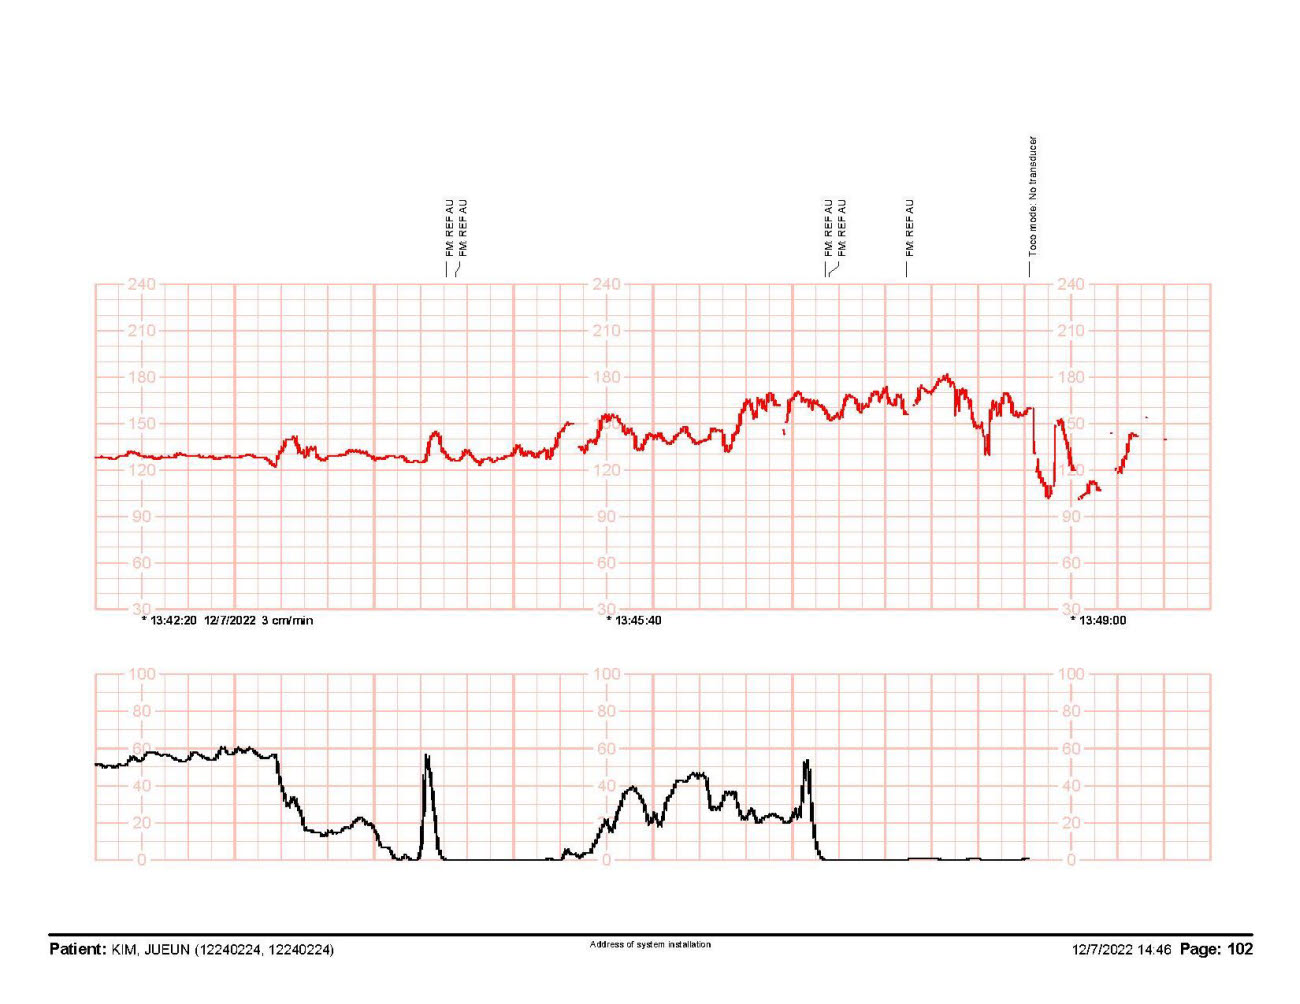 FM: REF AU
FM: REF AU
FM: REF AU
FM: REF AU
FM: REF AU
Toco mode: No transducer
240 240 240
210 210 210
180 180 180
150 150 150
120 120 120
90 90 90
60 60 60
30 30 30
* 13:42:20 12/7/2022 3 cm/min * 13:45:40 * 13:49:00
100 100 100
80 80 80
60 60 60
40 40 40
20 20 20
0 0 0
Patient: KIM, JUEUN (12240224, 12240224) Address of system installation 12/7/2022 14:46 Page: 102